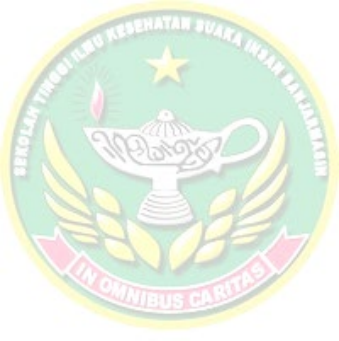 SEKOLAH TINGGI ILMU KESEHATAN SUAKA INSAN BANJARMASIN
IN OMNIBUS CARITAS